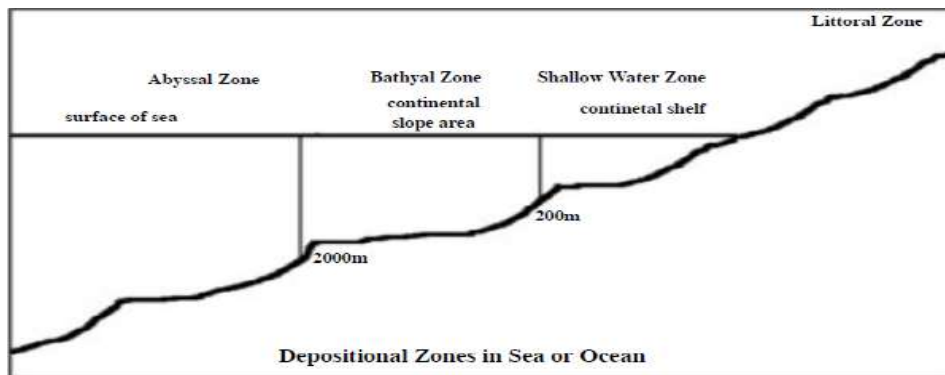 Littoral Zone
Abyssal Zone
Bathyal Zone
Shallow Water Zone
surface of sea
continental
slope area
continetal shelf
200m
2000m
Depositional Zones in Sea or Ocean